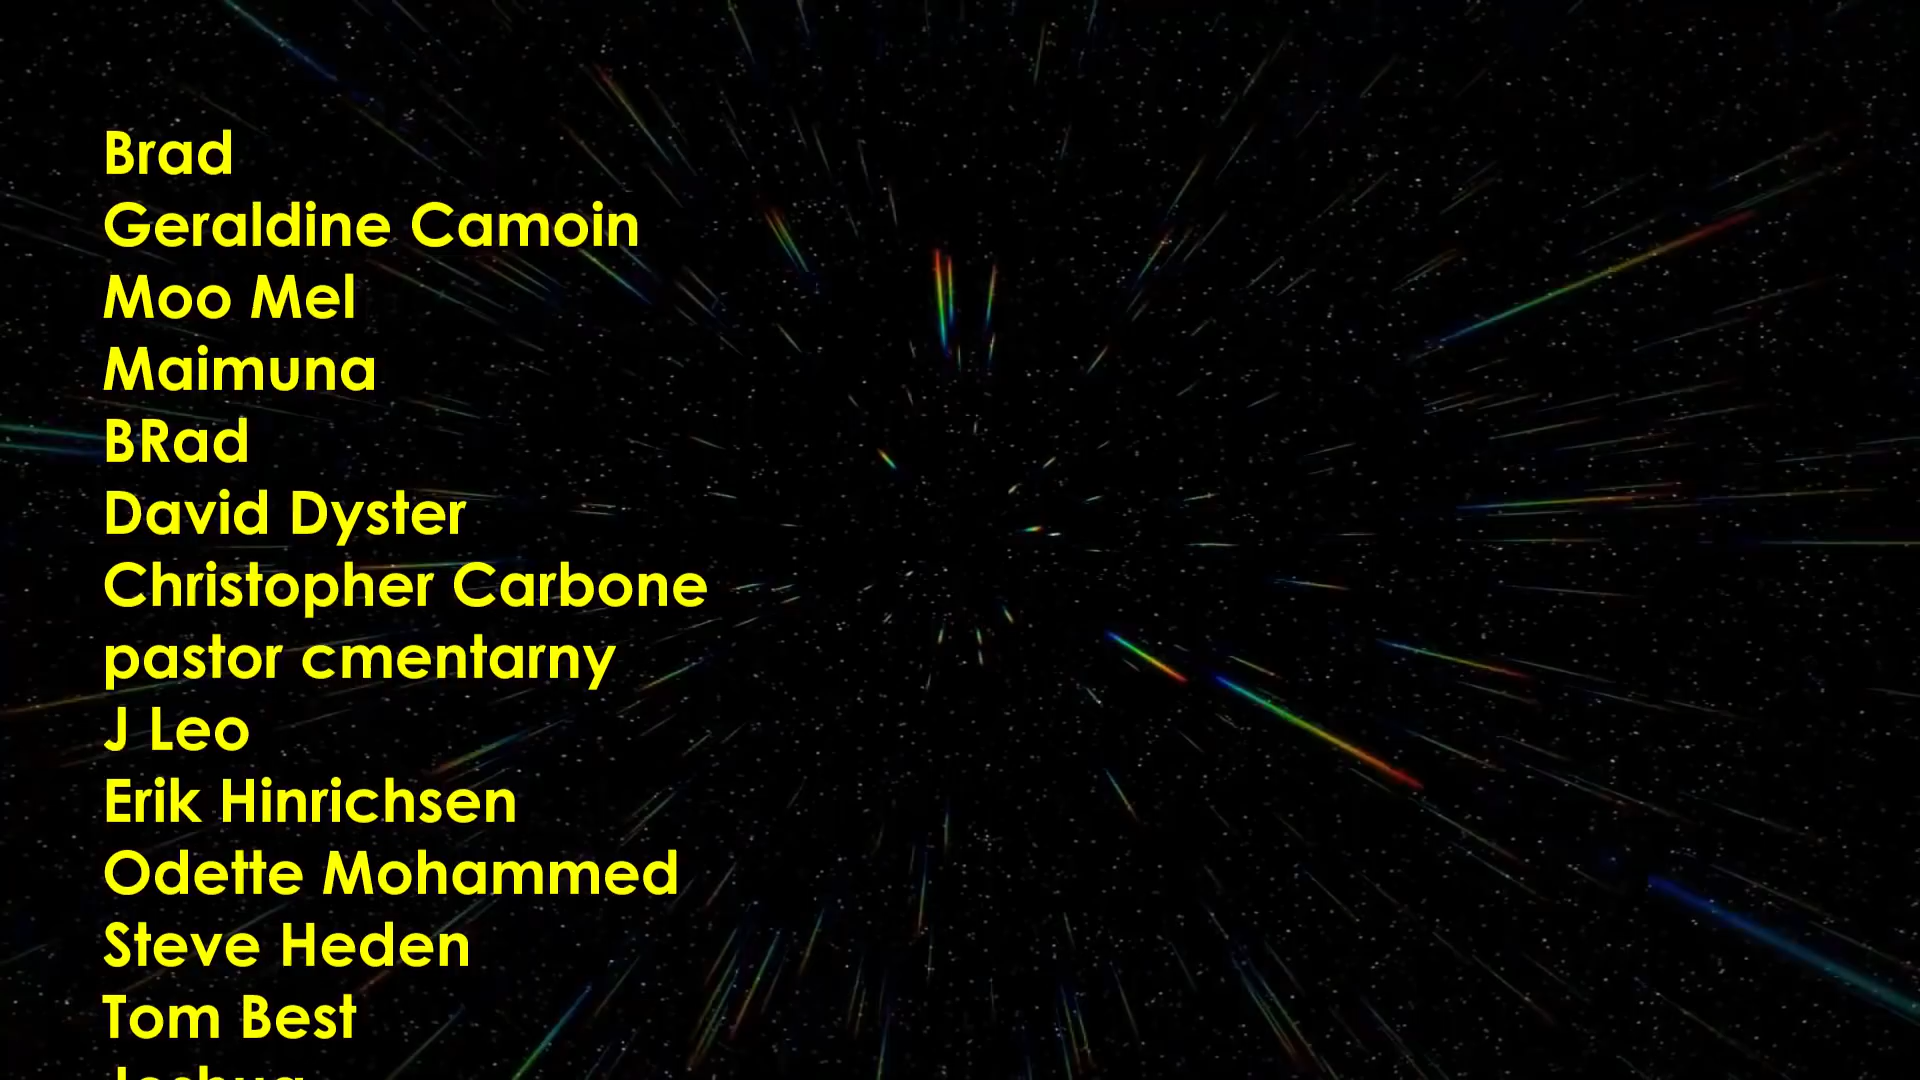 Brad
Geraldine Camoin
Moo Mel
Maimuna
BRad
David Dyster
Christopher Carbone
pastor cmentarny
J Leo
Erik Hinrichsen
Odette Mohammed
Steve Heden
Tom Best
Joshua